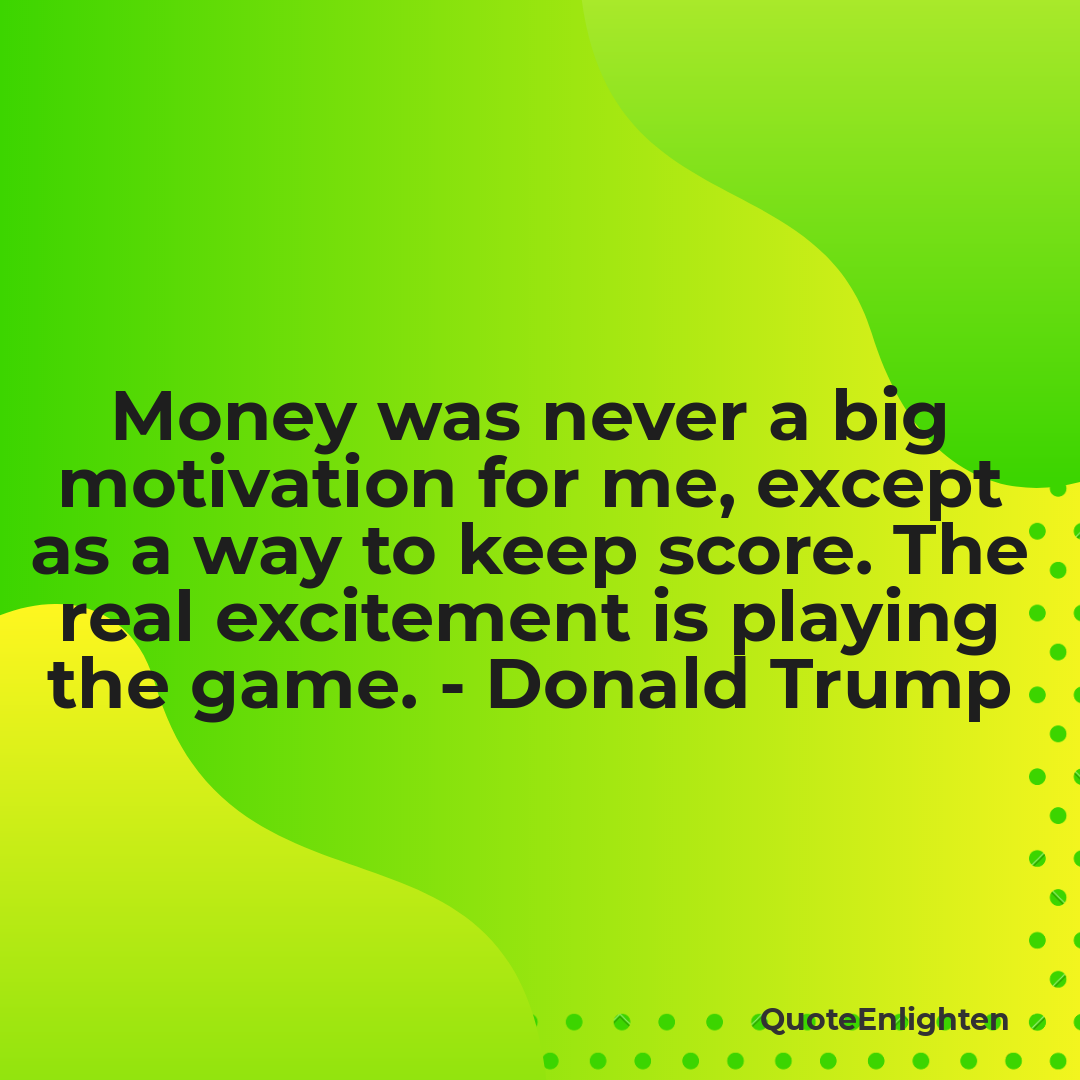 Money was never a big
motivation for me, except
as a way to keep score. The
real excitement is playing
the game. - Donald Trump
QuoteEnlighten